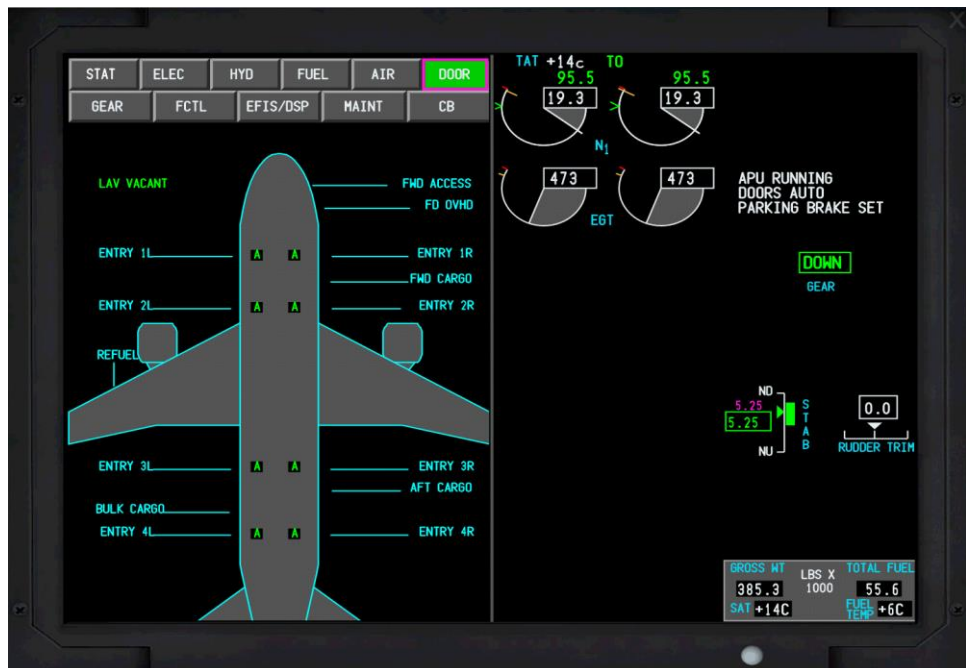 STAT ELEC HYD FUEL AIR DOOR
GEAR FCTL EFIS/DSP MAINT CB
LAV VACANT
FWD ACCESS
FD OVHD
ENTRY 1L A A ENTRY 1R
FWD CARGO
ENTRY 2L A A ENTRY 2R
REFUEL
ENTRY 3L A A ENTRY 3R
AFT CARGO
BULK CARGO
ENTRY 4L A A ENTRY 4R
TAT +14c TO
95.5 95.5
19.3 19.3
N1
473 473
EGT
APU RUNNING
DOORS AUTO
PARKING BRAKE SET
DOWN
GEAR
ND
5.25
5.25
NU
STAB
0.0
RUDDER TRIM
GROSS WT LBS X TOTAL FUEL
385.3 1000 55.6
SAT +14C FUEL TEMP +6C
X